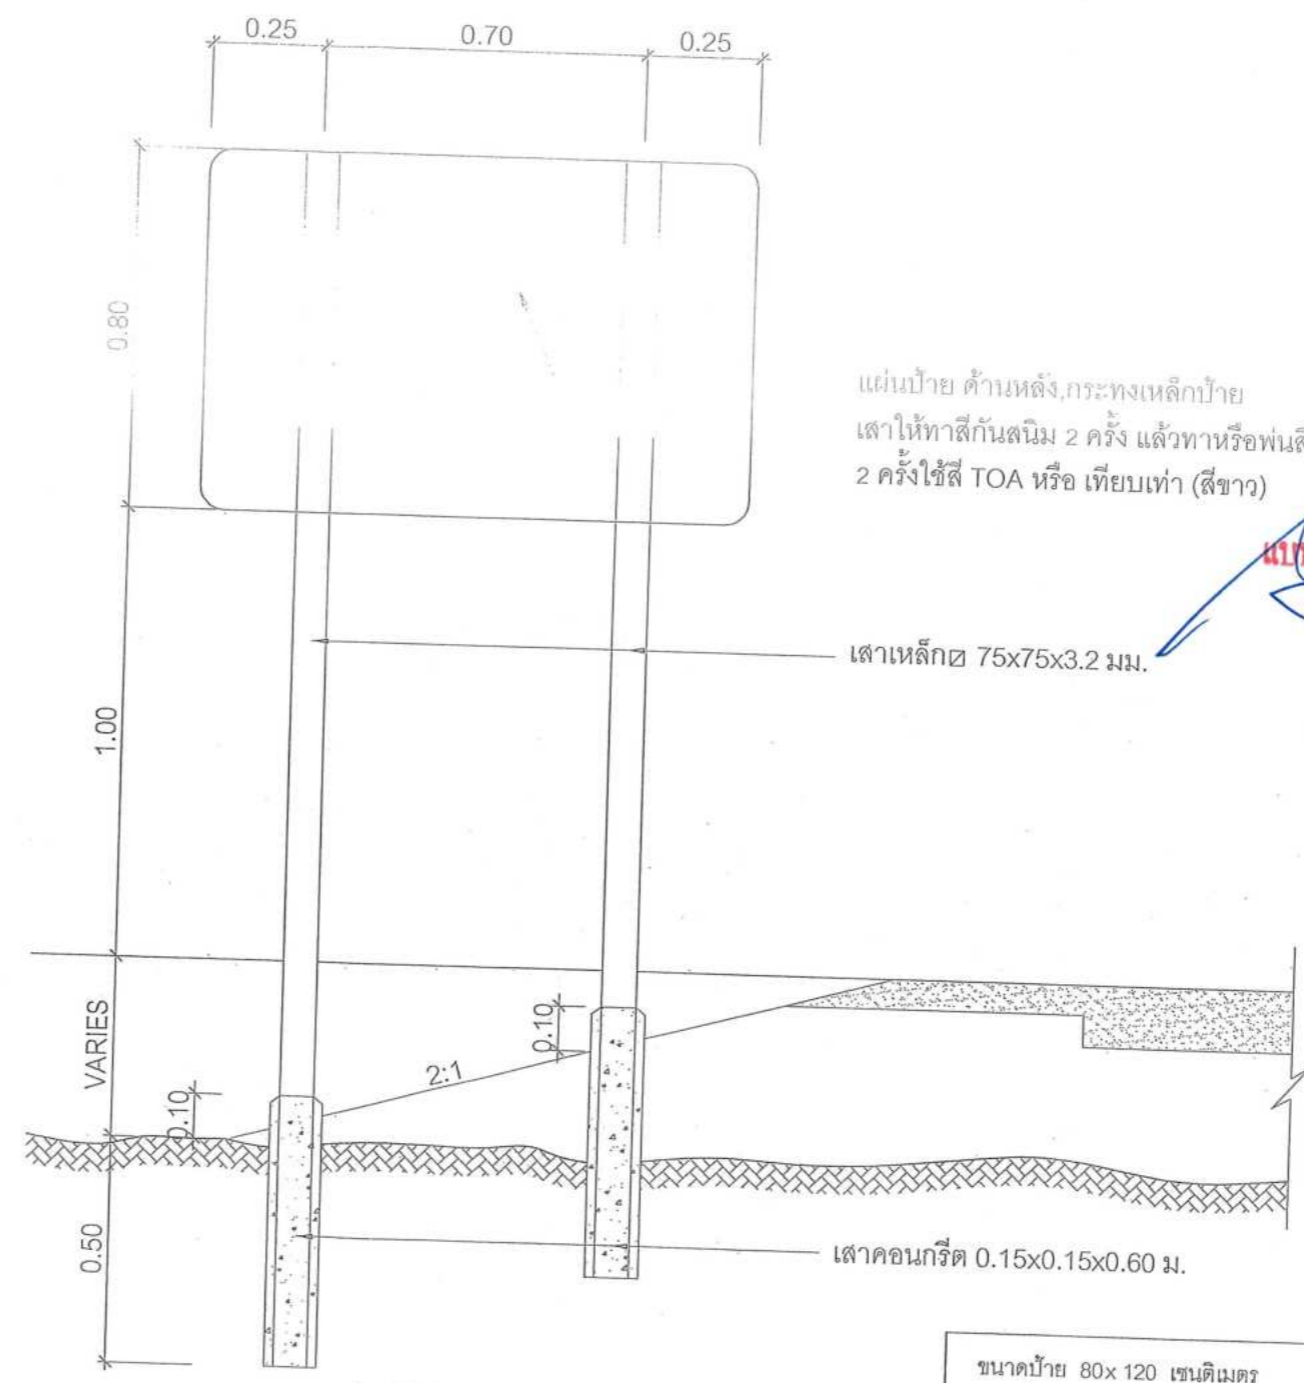 0.25 0.70 0.25
0.80
แผ่นป้าย ด้านหลัง,กระทงเหล็กป้าย
เสาให้ทาสีกันสนิม 2 ครั้ง แล้วทาหรือพ่นสี
2 ครั้งใช้สี TOA หรือ เทียบเท่า (สีขาว)
เสาเหล็ก 75x75x3.2 มม.
1.00
VARIES
0.10
2:1
0.10
0.50
เสาคอนกรีต 0.15x0.15x0.60 ม.
ขนาดป้าย 80x 120 เซนติเมตร